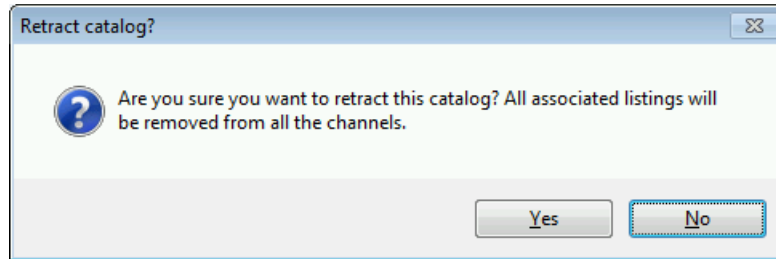 Retract catalog?
Are you sure you want to retract this catalog? All associated listings will
be removed from all the channels.
Yes
No